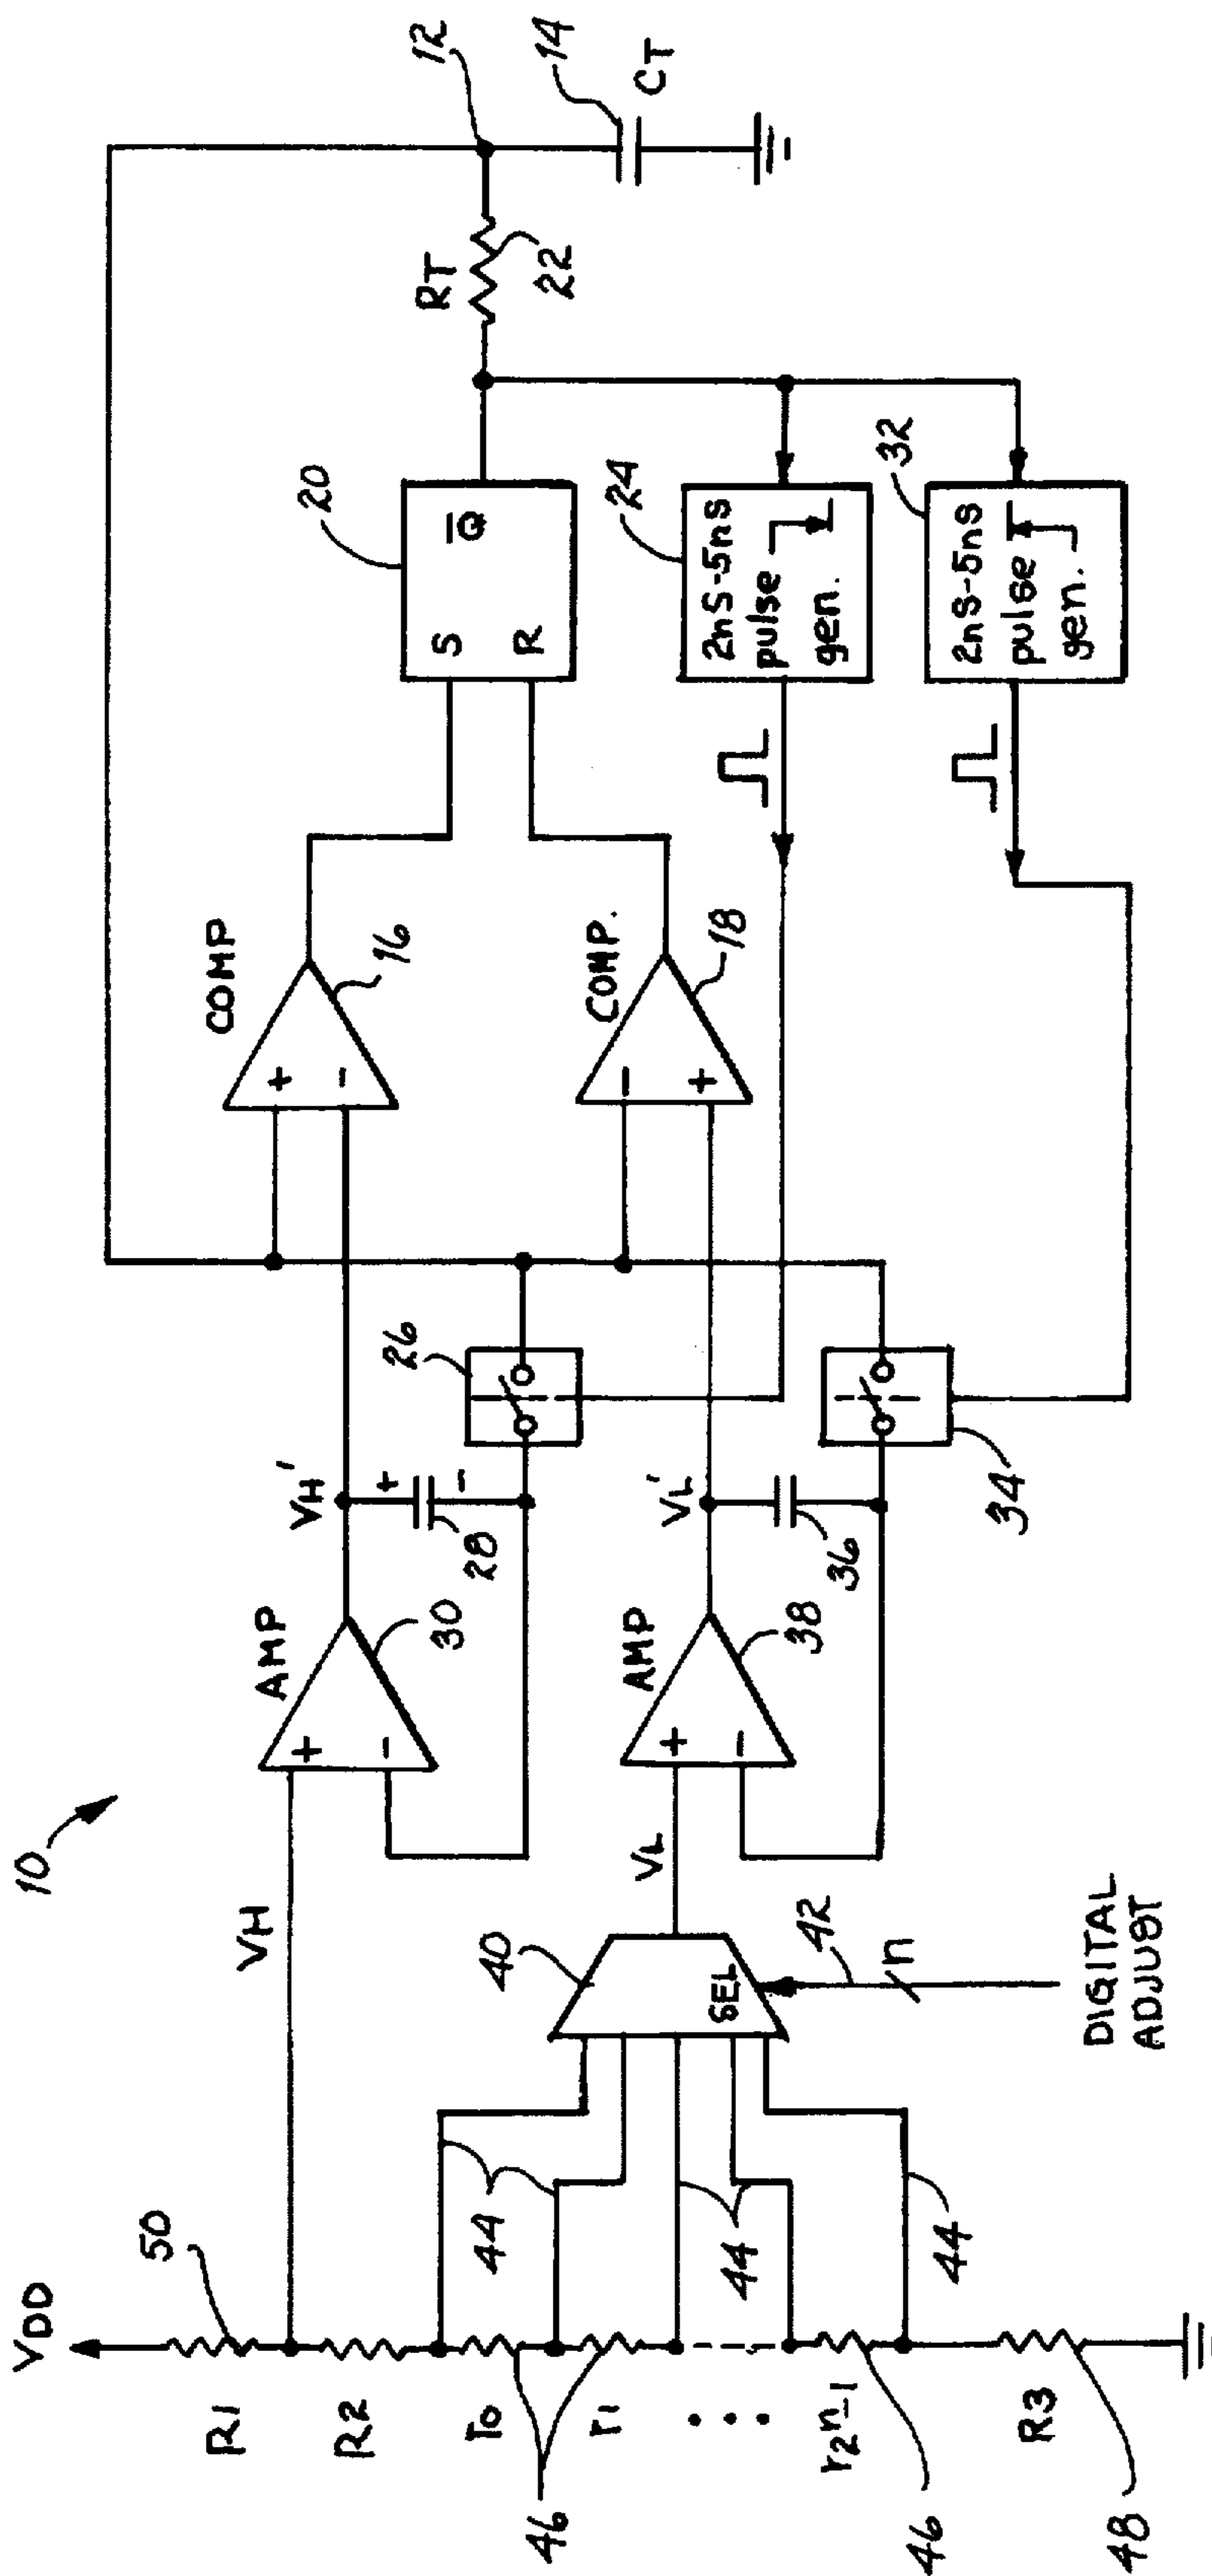 10
VDD
50
R1
R2
r0
r1
r2n-1
R3
46
46
48
44
44
44
VH
40
SEL
42
n
DIGITAL
ADJUST
VL
AMP
+
-
30
AMP
+
-
38
VH'
+
-
28
26
VL'
36
34
COMP
+
-
16
COMP.
-
+
18
20
S
R
Q
24
2nS-5nS
pulse
gen.
32
2nS-5nS
pulse
gen.
RT
22
12
14
CT